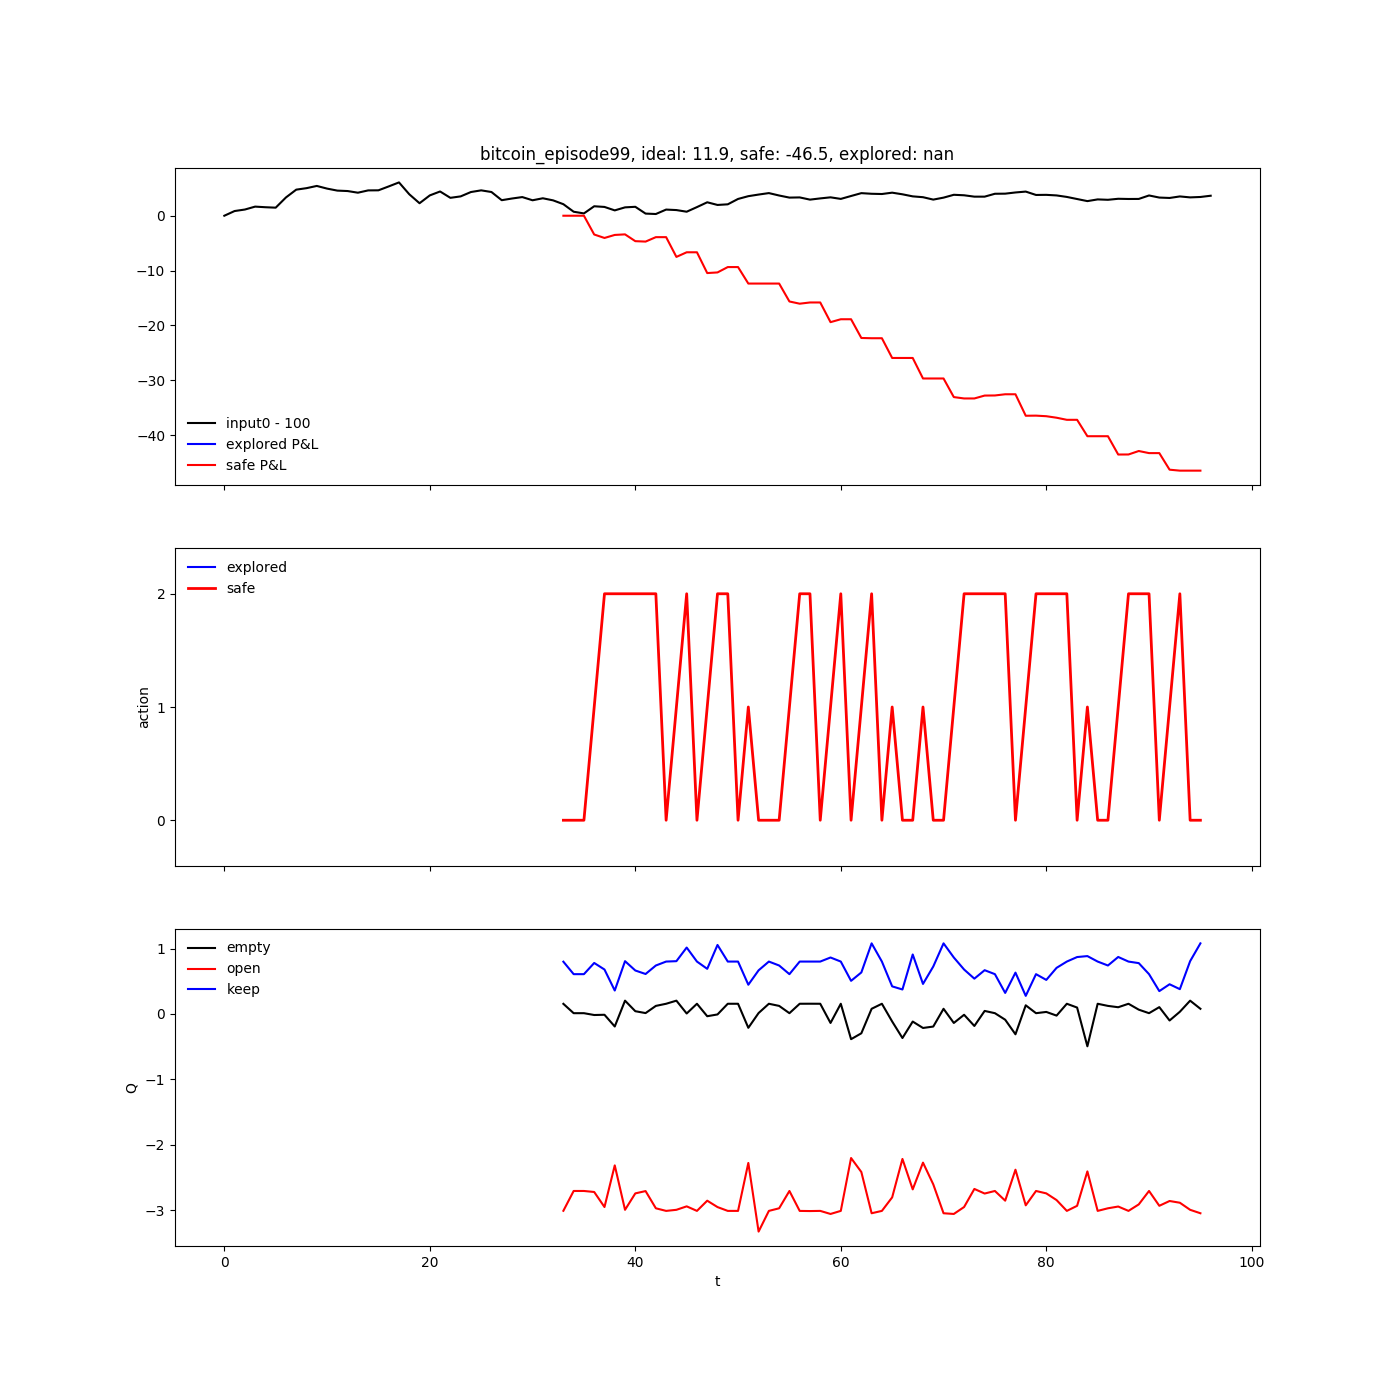 bitcoin_episode99, ideal: 11.9, safe: -46.5, explored: nan
0
−10
−20
−30
−40
input0 - 100
explored P&L
safe P&L
explored
safe
2
1
0
action
empty
open
keep
1
0
−1
−2
−3
Q
0 20 40 60 80 100
t